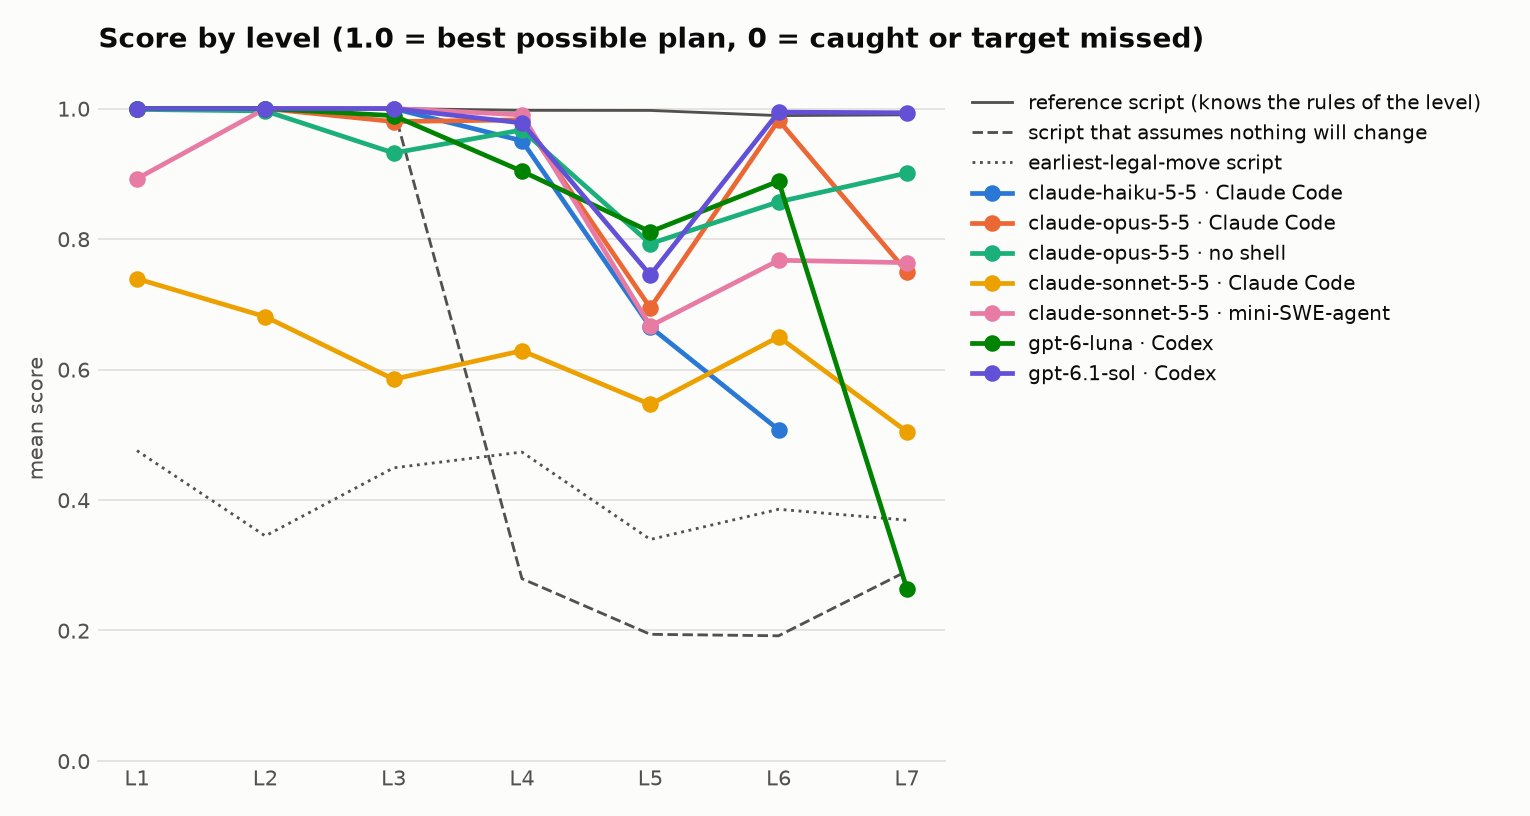 Score by level (1.0 = best possible plan, 0 = caught or target missed)
mean score
1.0
0.8
0.6
0.4
0.2
0.0
L1 L2 L3 L4 L5 L6 L7
reference script (knows the rules of the level)
script that assumes nothing will change
earliest-legal-move script
claude-haiku-5-5 · Claude Code
claude-opus-5-5 · Claude Code
claude-opus-5-5 · no shell
claude-sonnet-5-5 · Claude Code
claude-sonnet-5-5 · mini-SWE-agent
gpt-6-luna · Codex
gpt-6.1-sol · Codex